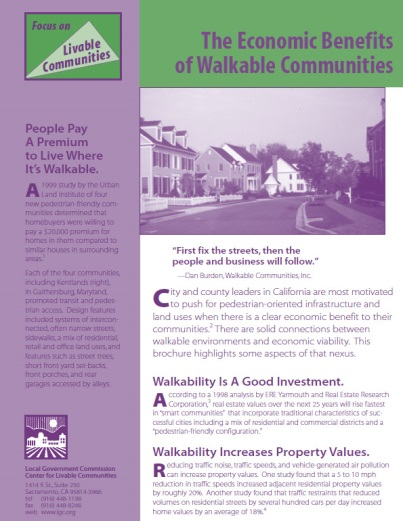 Focus on
Livable
Communities
The Economic Benefits
of Walkable Communities
People Pay
A Premium
to Live Where
It's Walkable.
A 1999 study by the Urban
Land Institute of four
new pedestrian-friendly com-
munities determined that
homebuyers were willing to
pay a $20,000 premium for
homes in them compared to
similar houses in surrounding
areas.1
Each of the four communities,
including Kentlands (right),
in Gaithersburg, Maryland,
promoted transit and pedes-
trian access. Design features
included systems of intercon-
nected, often narrow streets,
sidewalks, a mix of residential,
retail and office land uses, and
features such as street trees,
short front yard set-backs,
front porches, and rear
garages accessed by alleys.
Local Government Commission
Center for Livable Communities
1414 K St., Suite 250
Sacramento, CA 95814-3966
tel (916) 448-1198
fax (916) 448-8246
web www.lgc.org
"First fix the streets, then the
people and business will follow."
—Dan Burden, Walkable Communities, Inc.
City and county leaders in California are most motivated
to push for pedestrian-oriented infrastructure and
land uses when there is a clear economic benefit to their
communities.2 There are solid connections between
walkable environments and economic viability. This
brochure highlights some aspects of that nexus.
Walkability Is A Good Investment.
According to a 1998 analysis by ERE Yarmouth and Real Estate Research
Corporation,3 real estate values over the next 25 years will rise fastest
in "smart communities" that incorporate traditional characteristics of suc-
cessful cities including a mix of residential and commercial districts and a
"pedestrian-friendly configuration."
Walkability Increases Property Values.
Reducing traffic noise, traffic speeds, and vehicle-generated air pollution
can increase property values. One study found that a 5 to 10 mph
reduction in traffic speeds increased adjacent residential property values
by roughly 20%. Another study found that traffic restraints that reduced
volumes on residential streets by several hundred cars per day increased
home values by an average of 18%.4